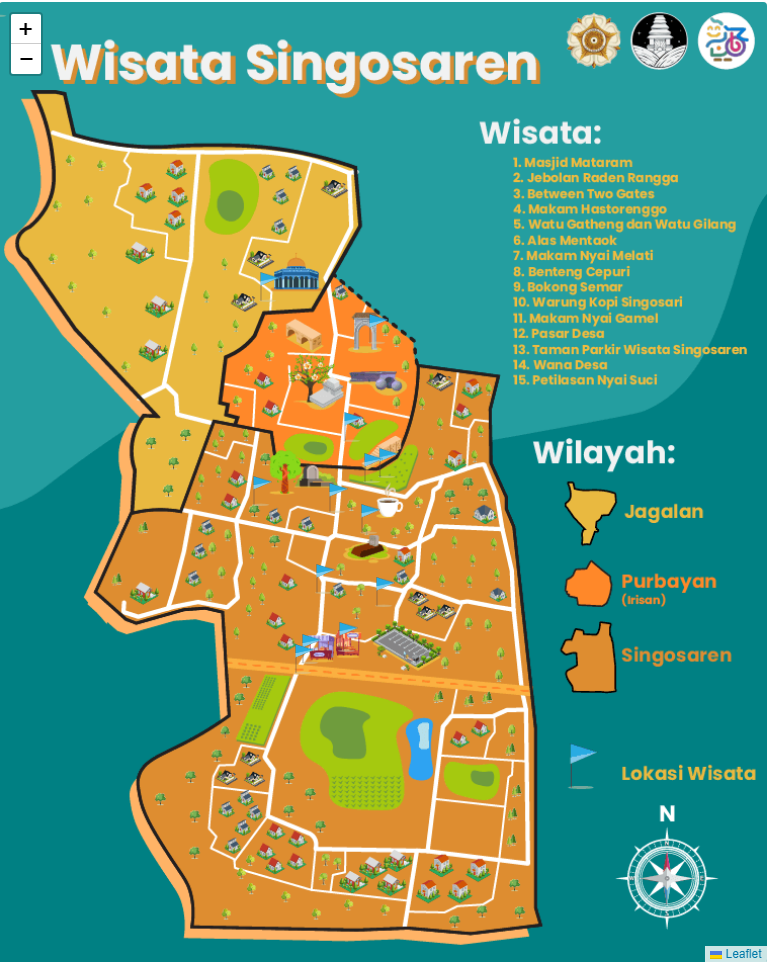 +
−
Wisata Singosaren
Wisata:
1. Masjid Mataram
2. Jebolan Raden Rangga
3. Between Two Gates
4. Makam Hastorenggo
5. Watu Gatheng dan Watu Gilang
6. Alas Mentaok
7. Makam Nyai Melati
8. Benteng Cepuri
9. Bokong Semar
10. Warung Kopi Singosari
11. Makam Nyai Gamel
12. Pasar Desa
13. Taman Parkir Wisata Singosaren
14. Wana Desa
15. Petilasan Nyai Suci
Wilayah:
Jagalan
Purbayan
(Irisan)
Singosaren
Lokasi Wisata
N
Leaflet